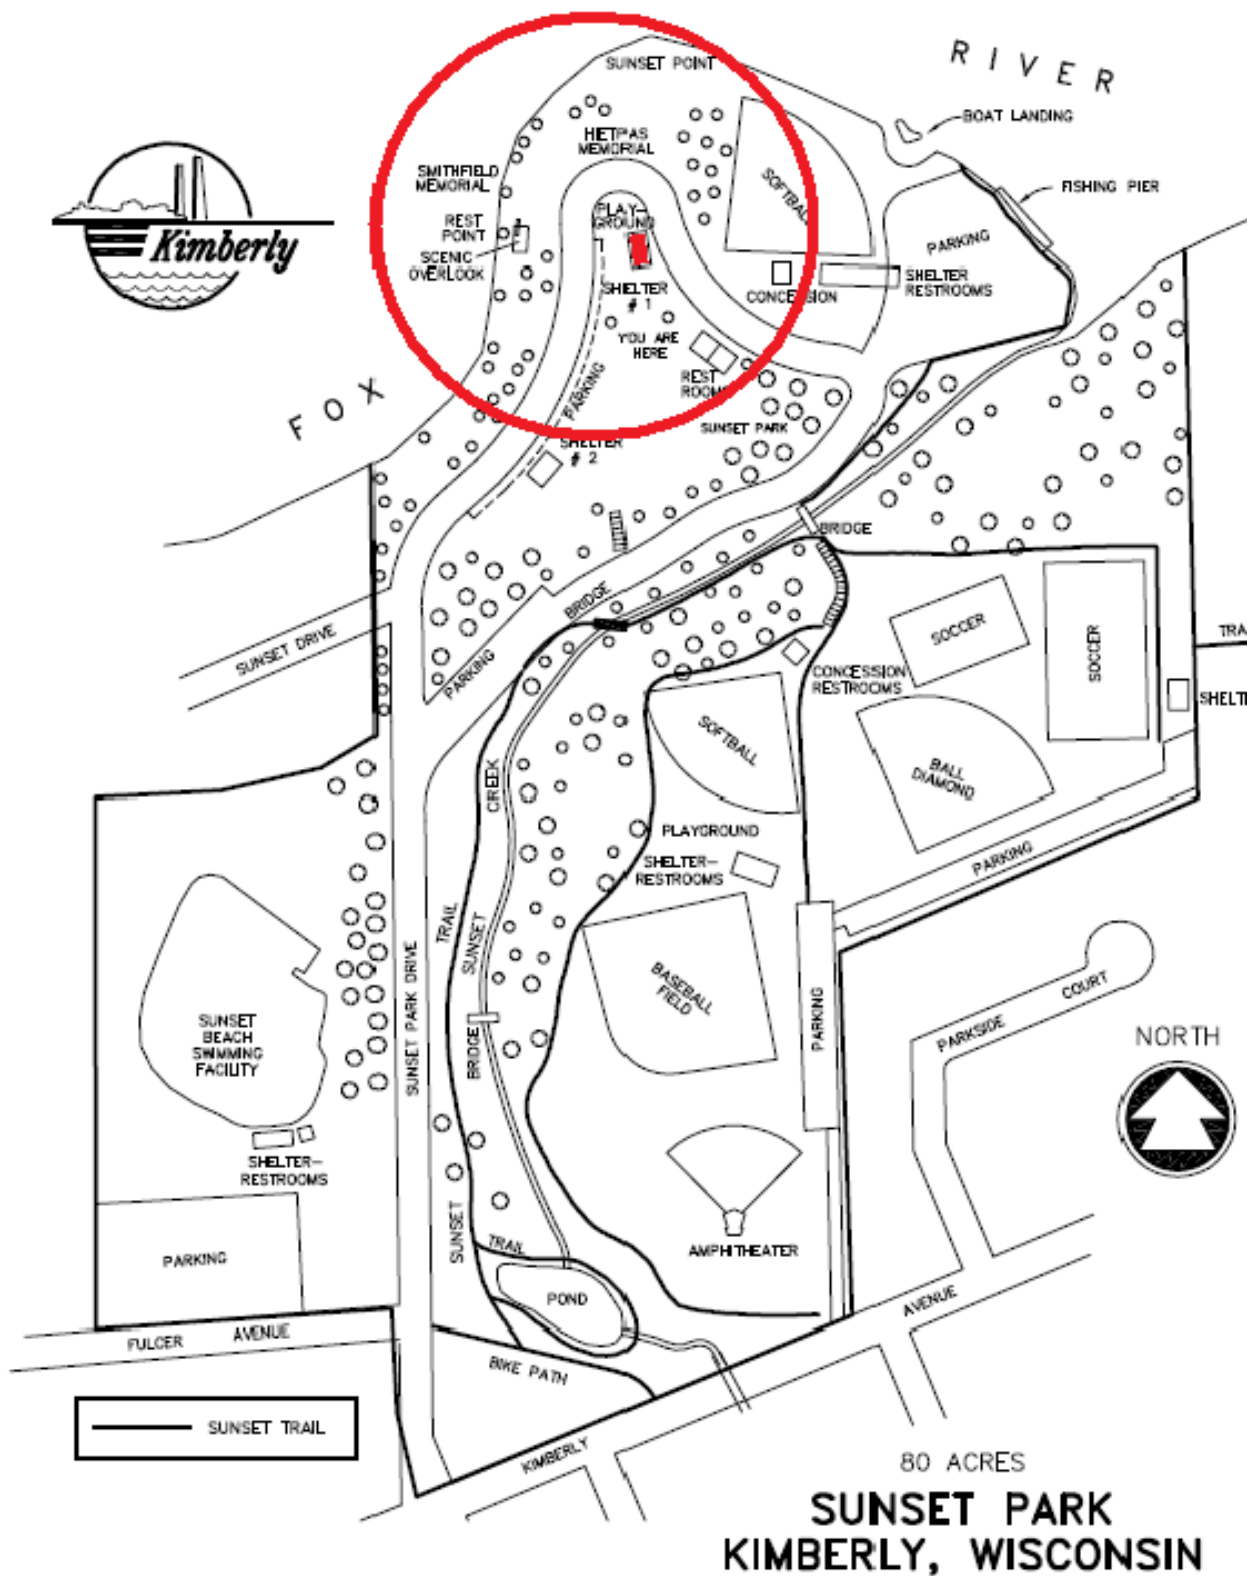 RIVER
SUNSET POINT
BOAT LANDING
HIETPAS
MEMORIAL
SMITHFIELD
MEMORIAL
SOFTBALL
FISHING PIER
REST
POINT
PLAY-
GROUND
PARKING
Kimberly
SCENIC
OVERLOOK
SHELTER
RESTROOMS
SHELTER
# 1
CONCESSION
YOU ARE
HERE
REST
ROOMS
FOX
PARKING
SUNSET PARK
SHELTER
# 2
BRIDGE
BRIDGE
SUNSET DRIVE
SOCCER
SOCCER
TRA
PARKING
CONCESSION
RESTROOMS
SHELT
SOFTBALL
BALL
DIAMOND
CREEK
PLAYGROUND
SHELTER-
RESTROOMS
PARKING
TRAIL
SUNSET
BASEBALL
FIELD
SUNSET PARK DRIVE
COURT
PARKSIDE
PARKING
SUNSET
BEACH
SWIMMING
FACILITY
BRIDGE
NORTH
SHELTER-
RESTROOMS
SUNSET
TRAIL
AMPHITHEATER
PARKING
POND
AVENUE
FULCER AVENUE
BIKE PATH
SUNSET TRAIL
KIMBERLY
80 ACRES
SUNSET PARK
KIMBERLY, WISCONSIN